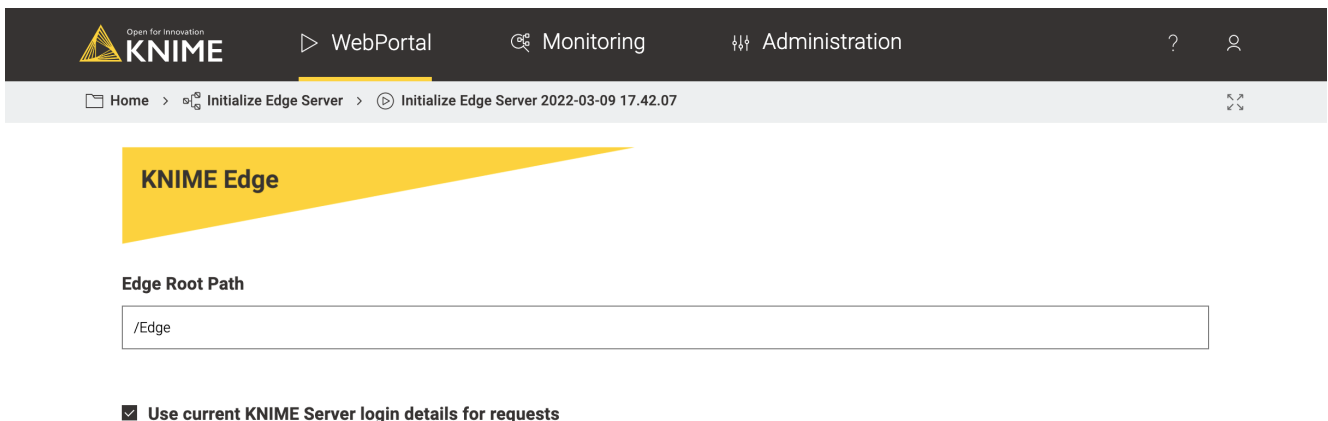 Open for Innovation
KNIME
WebPortal
Monitoring
Administration
?
Home > Initialize Edge Server > Initialize Edge Server 2022-03-09 17.42.07
KNIME Edge
Edge Root Path
/Edge
Use current KNIME Server login details for requests